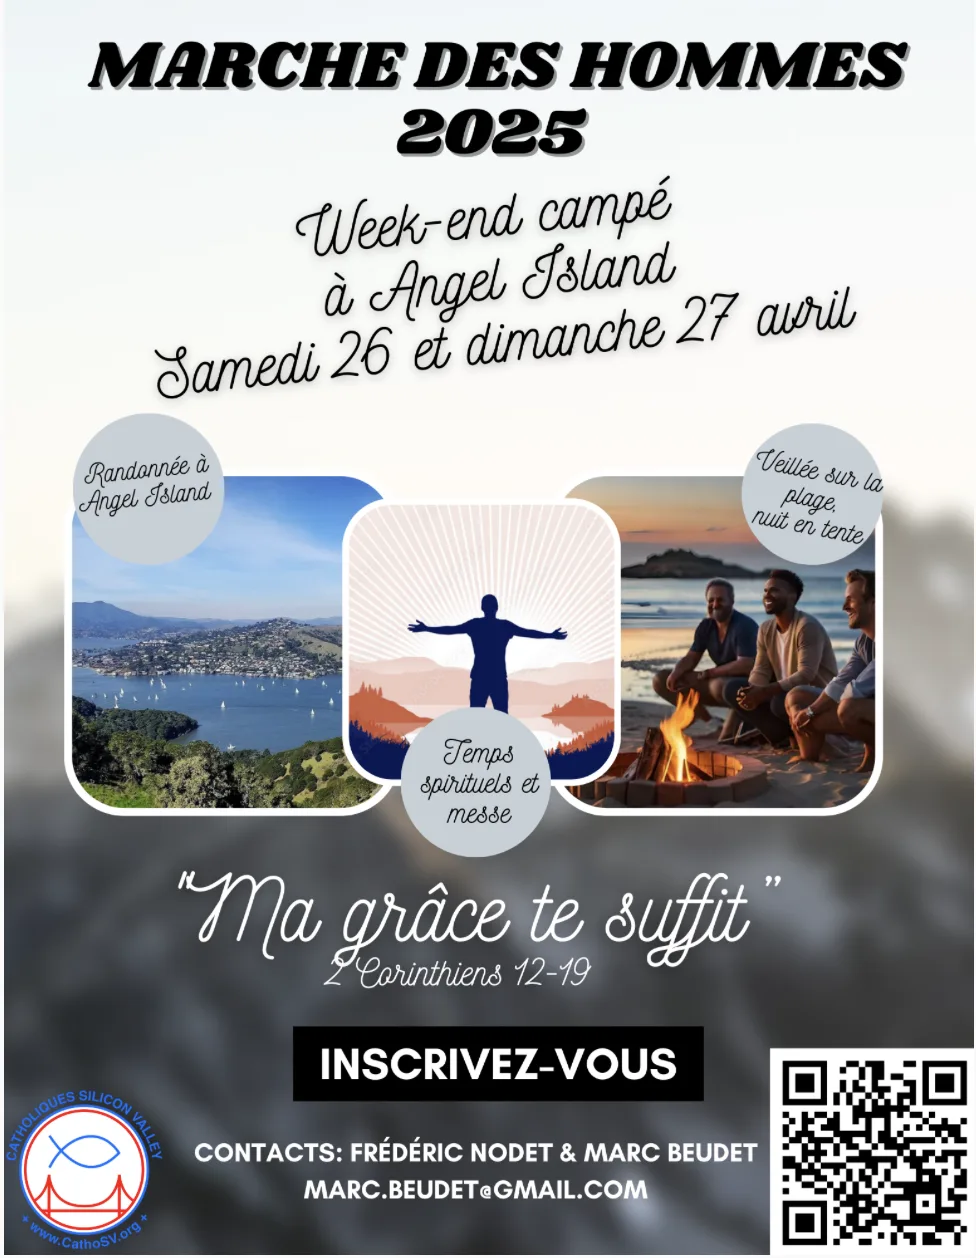 MARCHE DES HOMMES
2025
Week-end campé
à Angel Island
Samedi 26 et dimanche 27 avril
Randonnée à
Angel Island
Veillée sur la
plage,
nuit en tente
Temps
spirituels et
messe
"Ma grâce te suffit"
2 Corinthiens 12-19
INSCRIVEZ-VOUS
CATHOLIQUES SILICON VALLEY
+ www.CathoSV.org +
CONTACTS: FRÉDÉRIC NODET & MARC BEUDET
MARC.BEUDET@GMAIL.COM